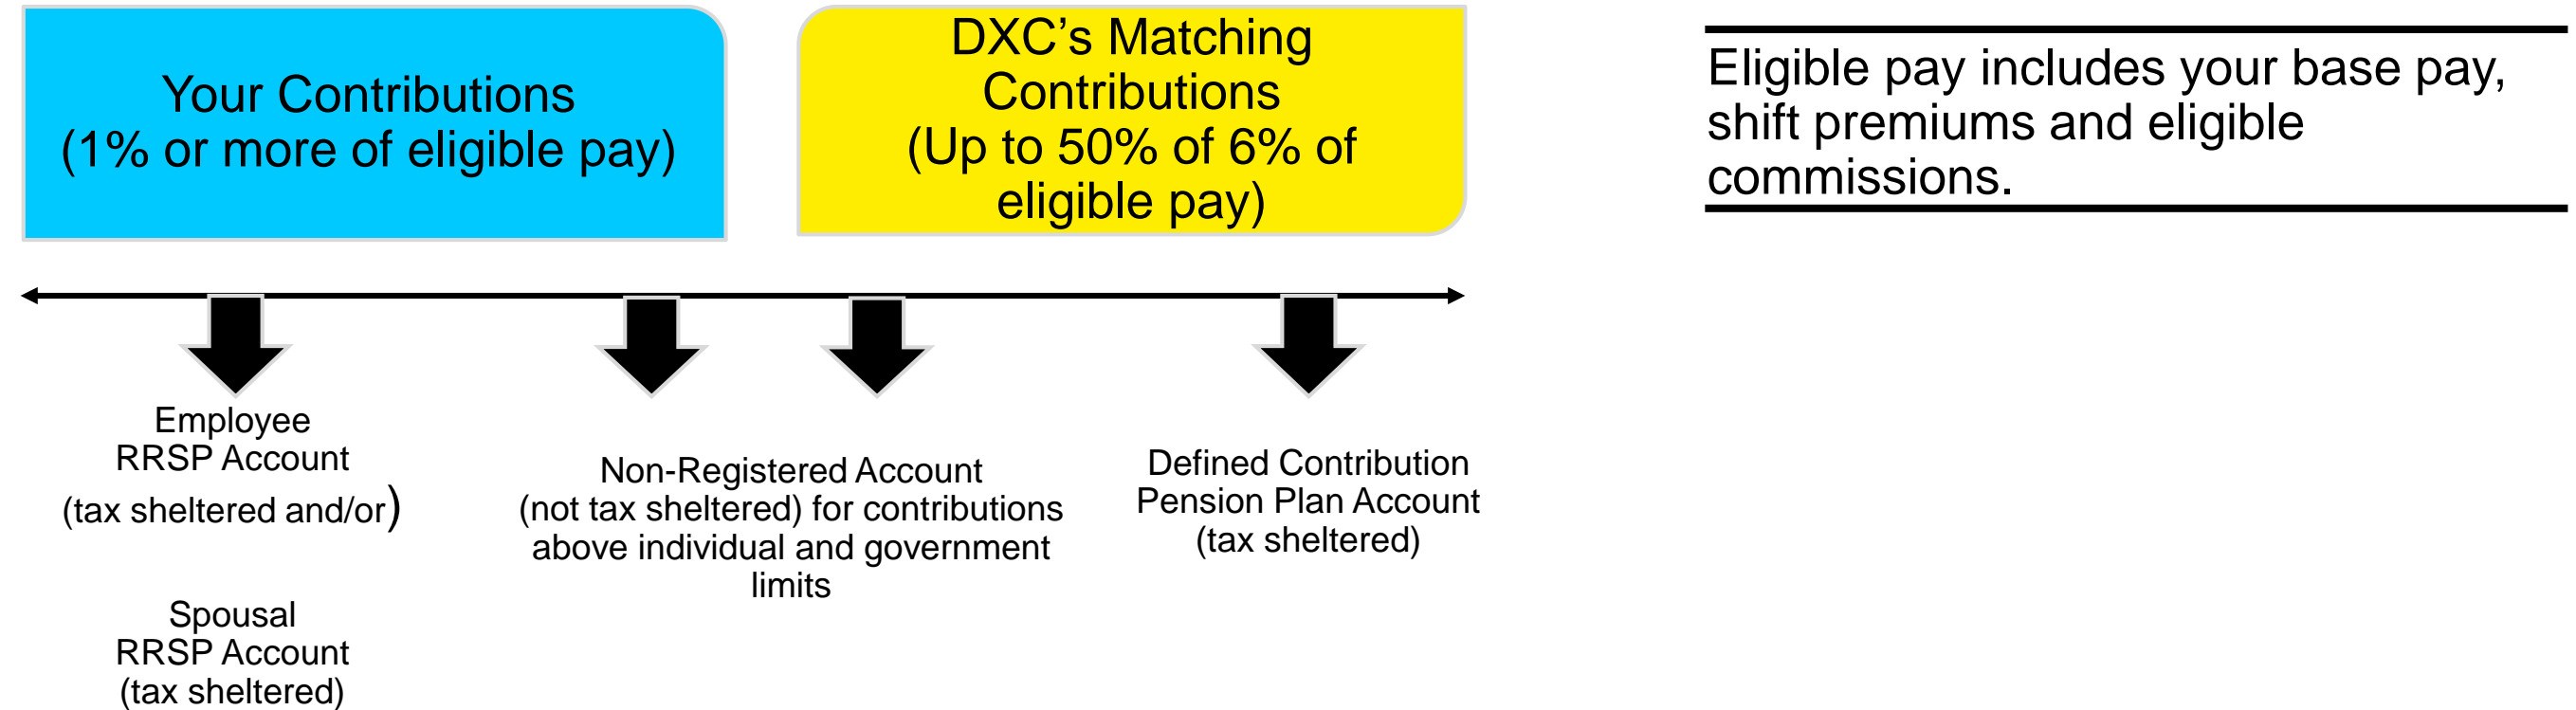 Your Contributions
(1% or more of eligible pay)
DXC’s Matching
Contributions
(Up to 50% of 6% of
eligible pay)
Eligible pay includes your base pay,
shift premiums and eligible
commissions.
Employee
RRSP Account
(tax sheltered and/or)
Spousal
RRSP Account
(tax sheltered)
Non-Registered Account
(not tax sheltered) for contributions
above individual and government
limits
Defined Contribution
Pension Plan Account
(tax sheltered)